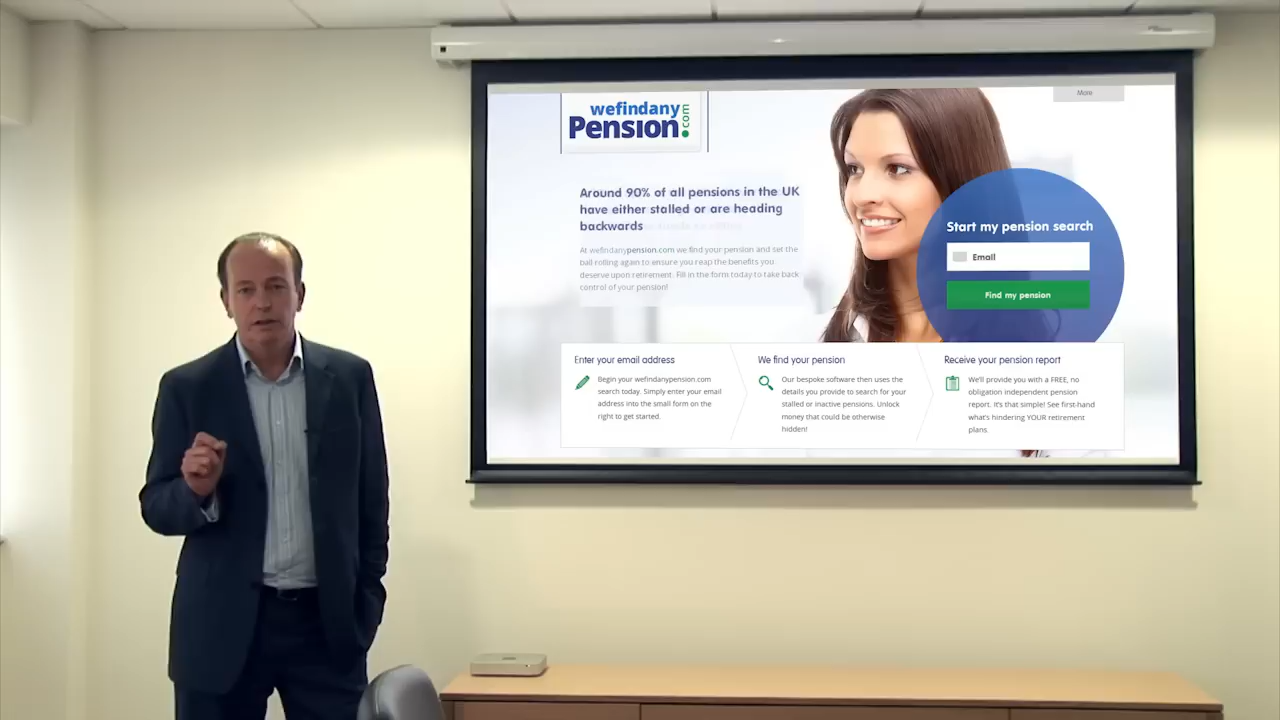 More
wefindany
Pension.com
Around 90% of all pensions in the UK
have either stalled or are heading
backwards
At wefindanypension.com we find your pension and set the
ball rolling again to ensure you reap the benefits you
deserve upon retirement. Fill in the form today to take back
control of your pension!
Start my pension search
Email
Find my pension
Enter your email address
Begin your wefindanypension.com
search today. Simply enter your email
address into the small form on the
right to get started.
We find your pension
Our bespoke software then uses the
details you provide to search for your
stalled or inactive pensions. Unlock
money that could be otherwise
hidden!
Receive your pension report
We'll provide you with a FREE, no
obligation independent pension
report. It's that simple! See first-hand
what's hindering YOUR retirement
plans.